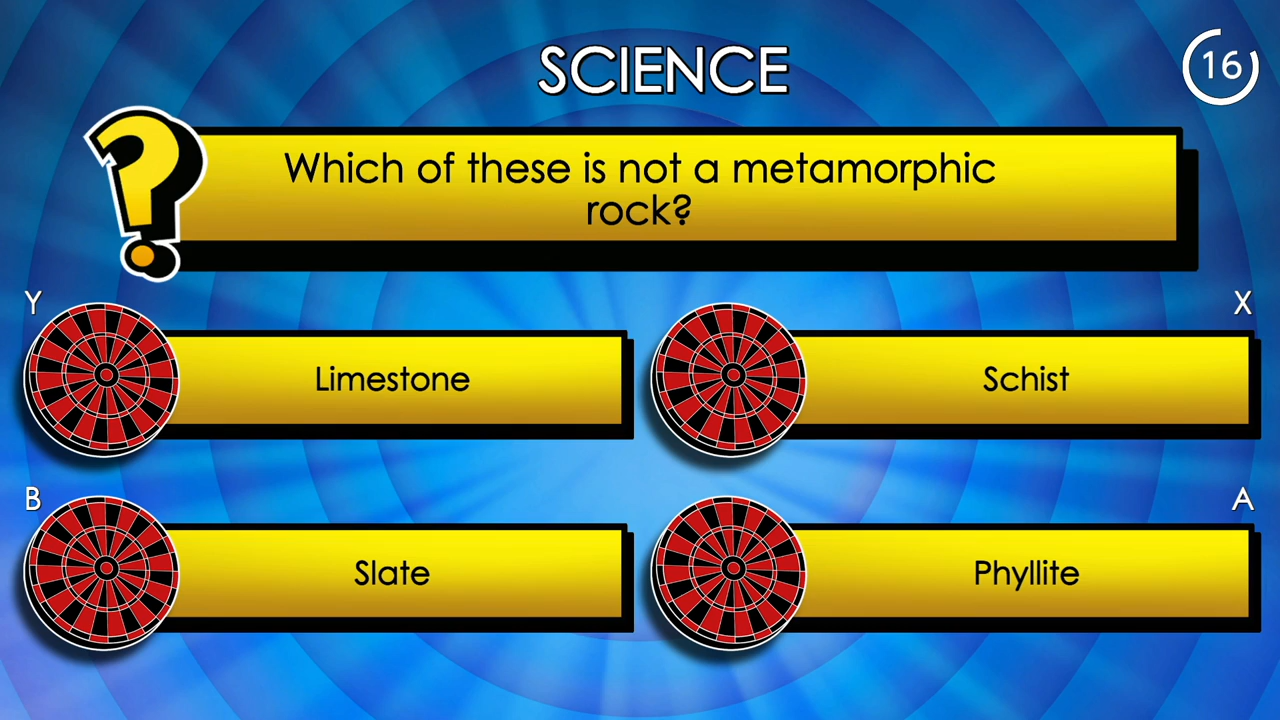 SCIENCE
16
Which of these is not a metamorphic
rock?
Y
X
Limestone
Schist
B
A
Slate
Phyllite